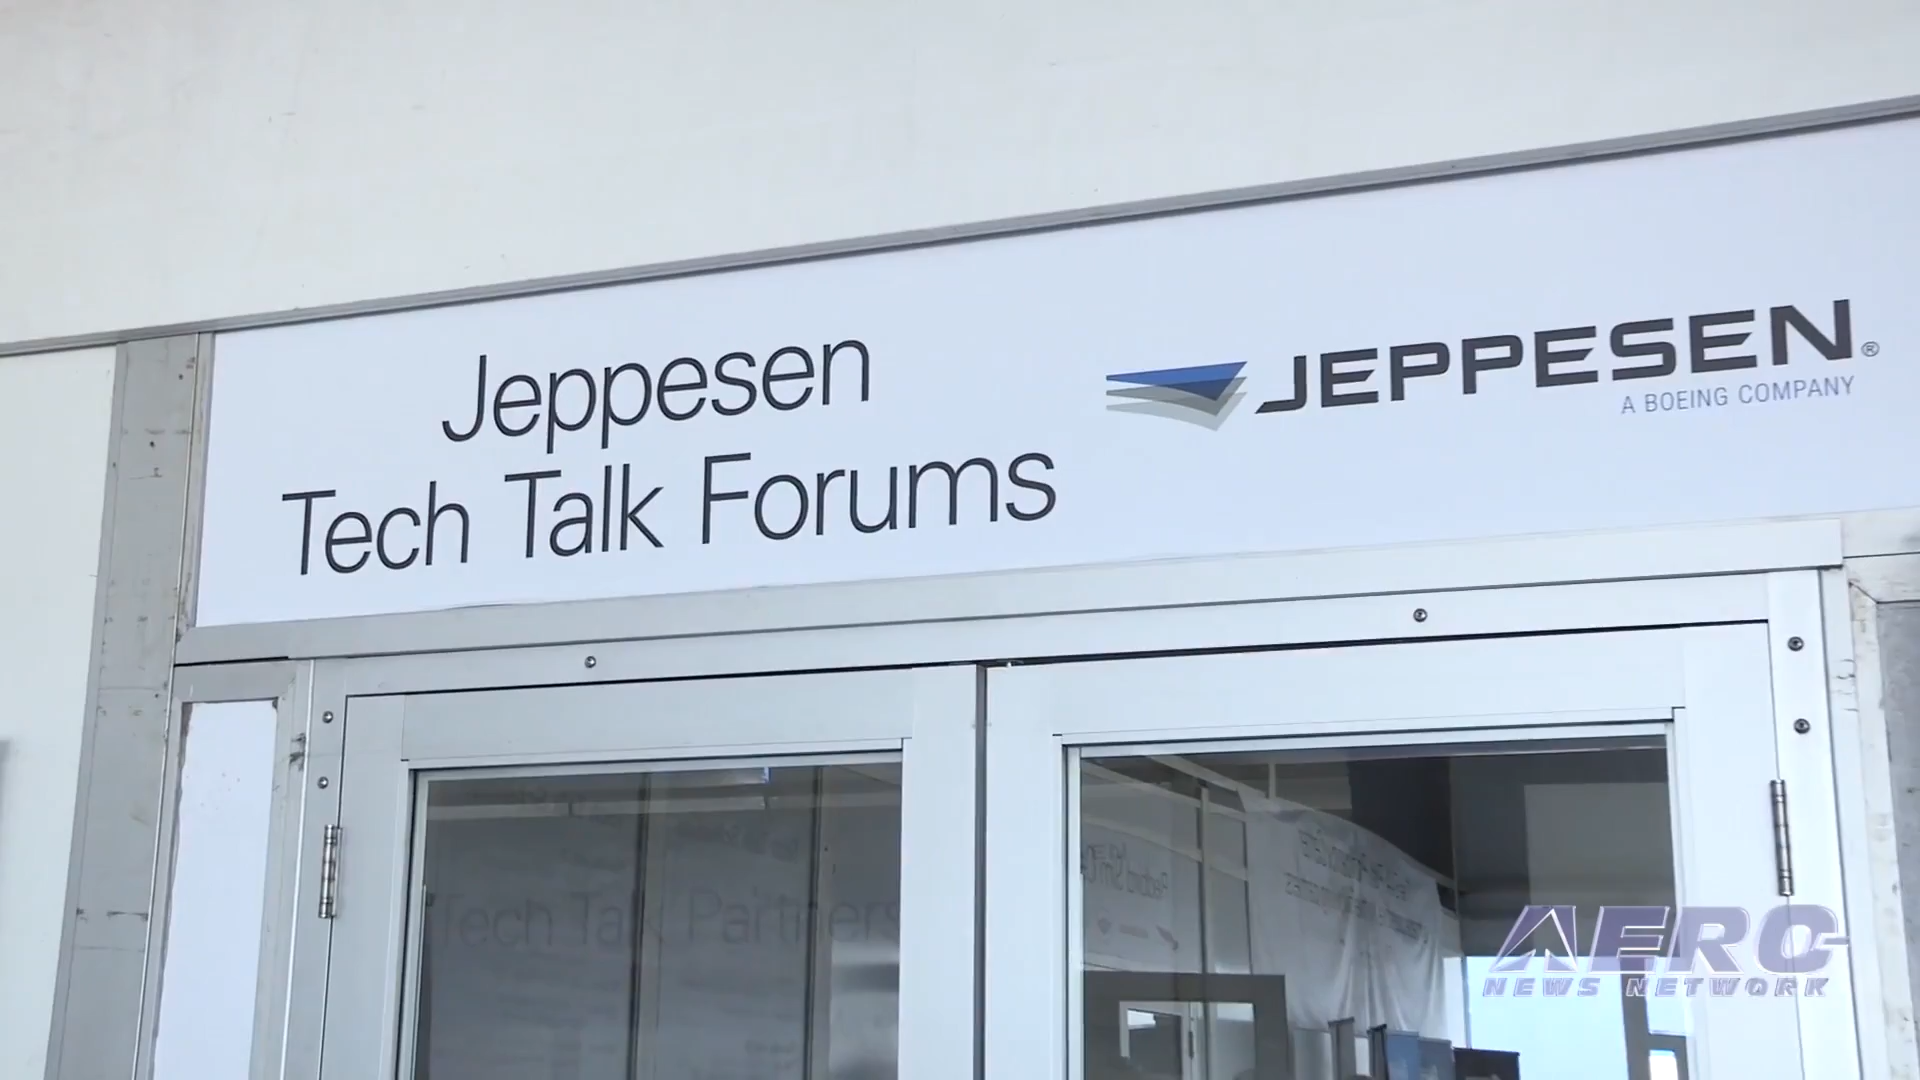 Jeppesen
Tech Talk Forums
JEPPESEN®
A BOEING COMPANY
Tech Talk Partners
AERO
NEWS NETWORK